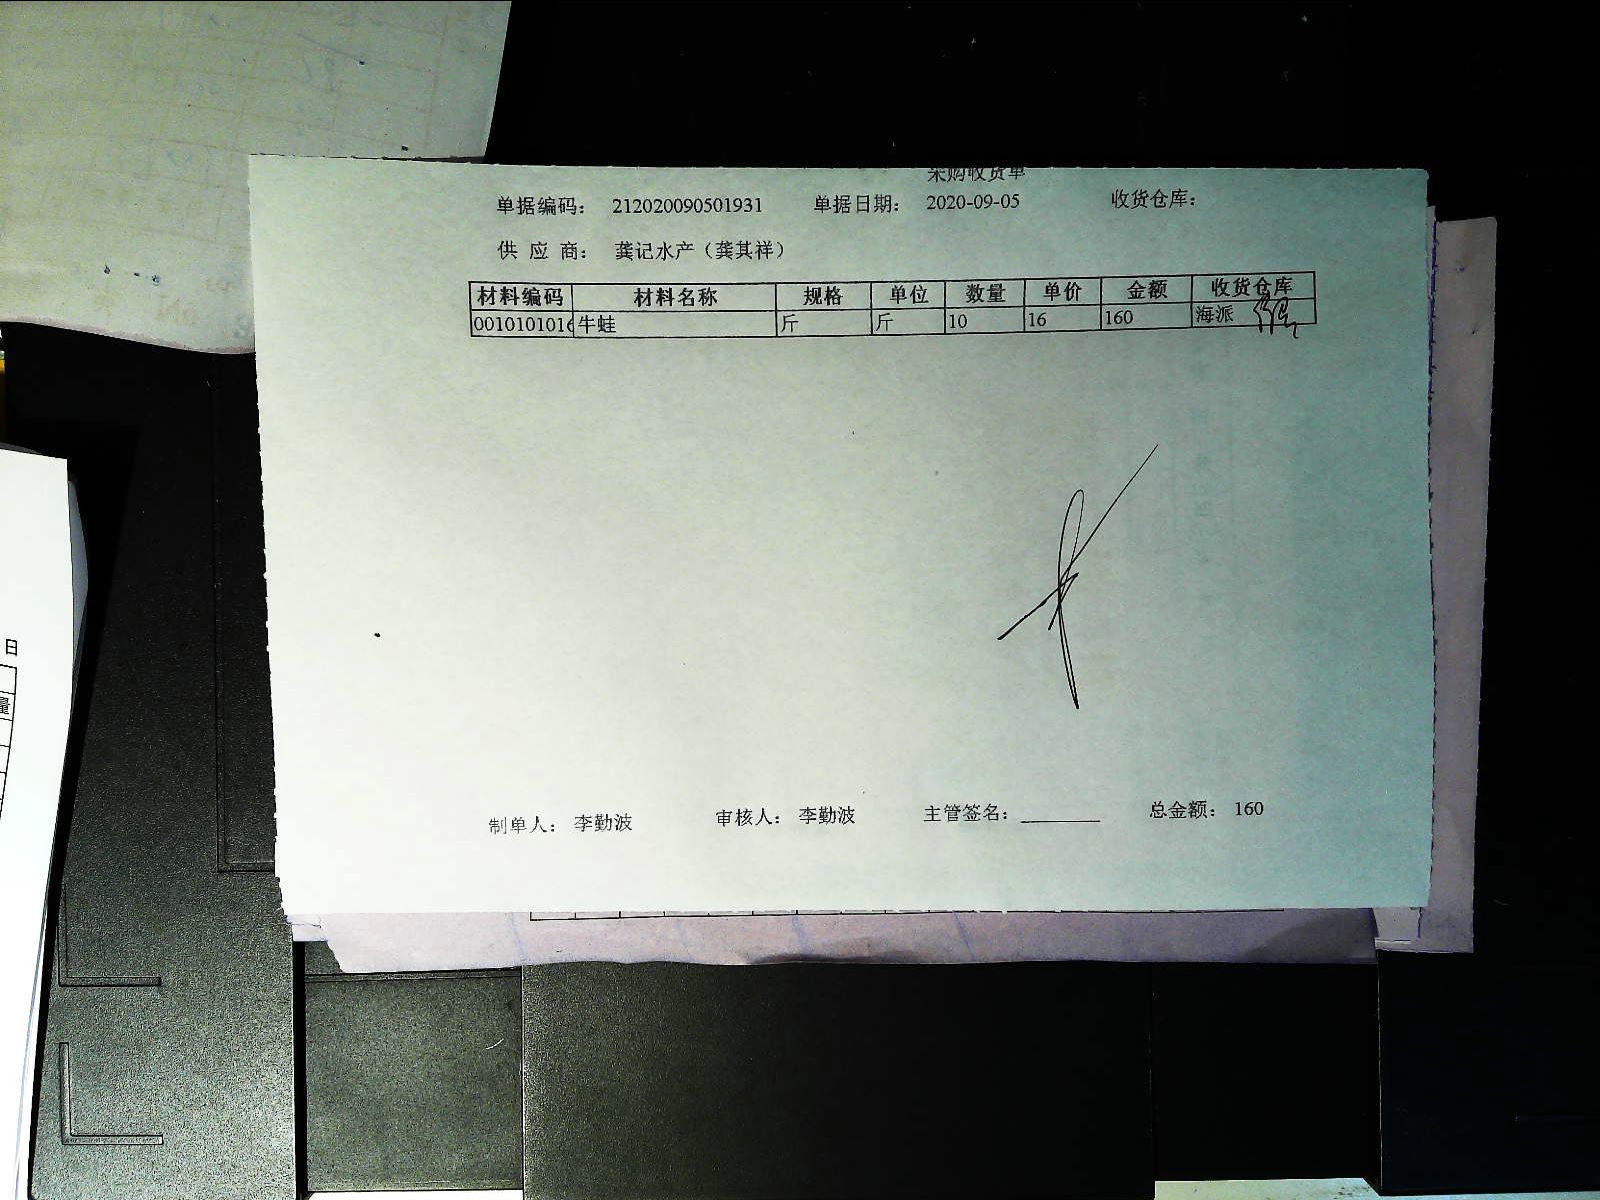 采购收货单
单据编码： 212020090501931 单据日期： 2020-09-05 收货仓库：
供 应 商： 龚记水产（龚其祥）
材料编码 材料名称 规格 单位 数量 单价 金额 收货仓库
0010101016 牛蛙 斤 斤 10 16 160 海派
制单人： 李勤波 审核人： 李勤波 主管签名： 总金额： 160
日
量